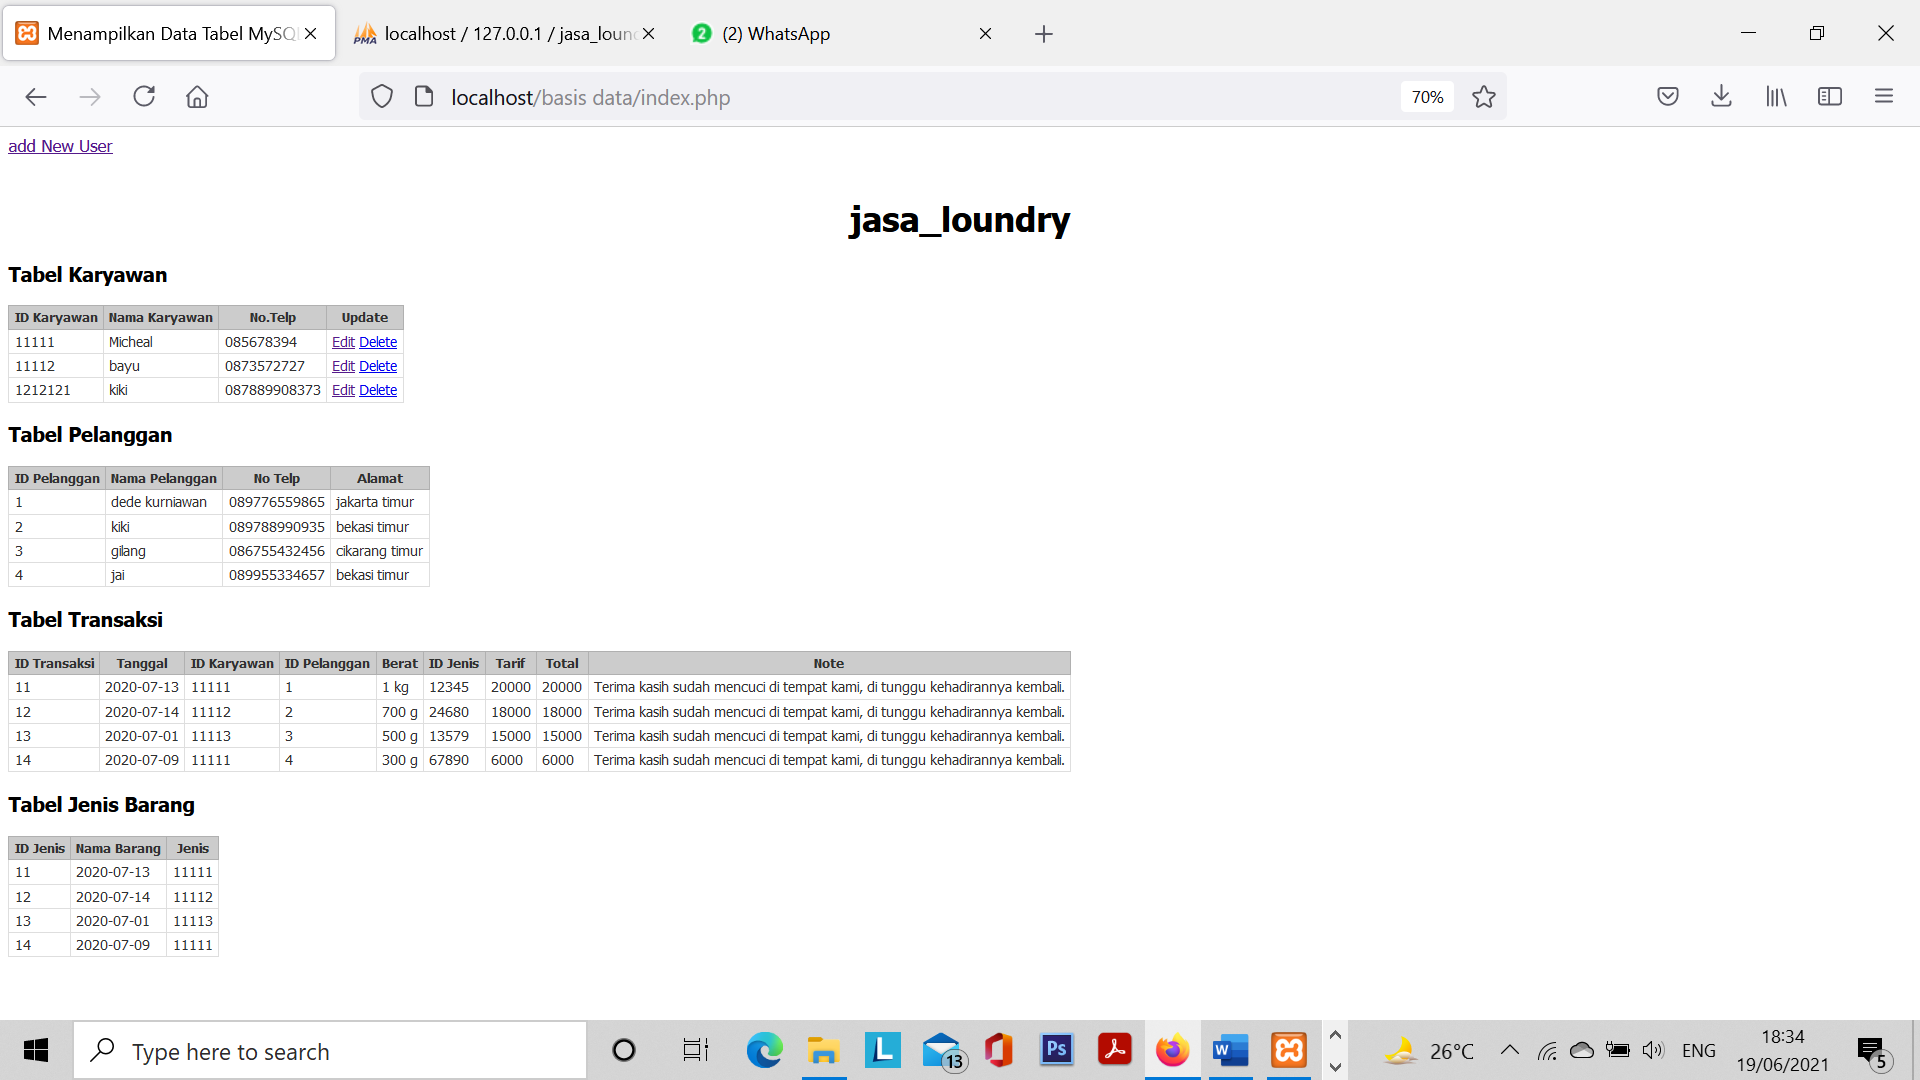 Menampilkan Data Tabel MySQL
localhost / 127.0.0.1 / jasa_loun
(2) WhatsApp
localhost/basis data/index.php
70%
add New User
jasa_loundry
Tabel Karyawan
ID Karyawan Nama Karyawan No.Telp Update
11111 Micheal 085678394 Edit Delete
11112 bayu 0873572727 Edit Delete
1212121 kiki 087889908373 Edit Delete
Tabel Pelanggan
ID Pelanggan Nama Pelanggan No Telp Alamat
1 dede kurniawan 089776559865 jakarta timur
2 kiki 089788990935 bekasi timur
3 gilang 086755432456 cikarang timur
4 jai 089955334657 bekasi timur
Tabel Transaksi
ID Transaksi Tanggal ID Karyawan ID Pelanggan Berat ID Jenis Tarif Total Note
11 2020-07-13 11111 1 1 kg 12345 20000 20000 Terima kasih sudah mencuci di tempat kami, di tunggu kehadirannya kembali.
12 2020-07-14 11112 2 700 g 24680 18000 18000 Terima kasih sudah mencuci di tempat kami, di tunggu kehadirannya kembali.
13 2020-07-01 11113 3 500 g 13579 15000 15000 Terima kasih sudah mencuci di tempat kami, di tunggu kehadirannya kembali.
14 2020-07-09 11111 4 300 g 67890 6000 6000 Terima kasih sudah mencuci di tempat kami, di tunggu kehadirannya kembali.
Tabel Jenis Barang
ID Jenis Nama Barang Jenis
11 2020-07-13 11111
12 2020-07-14 11112
13 2020-07-01 11113
14 2020-07-09 11111
Type here to search
L
13
Ps
W
26°C
ENG
18:34
19/06/2021
5